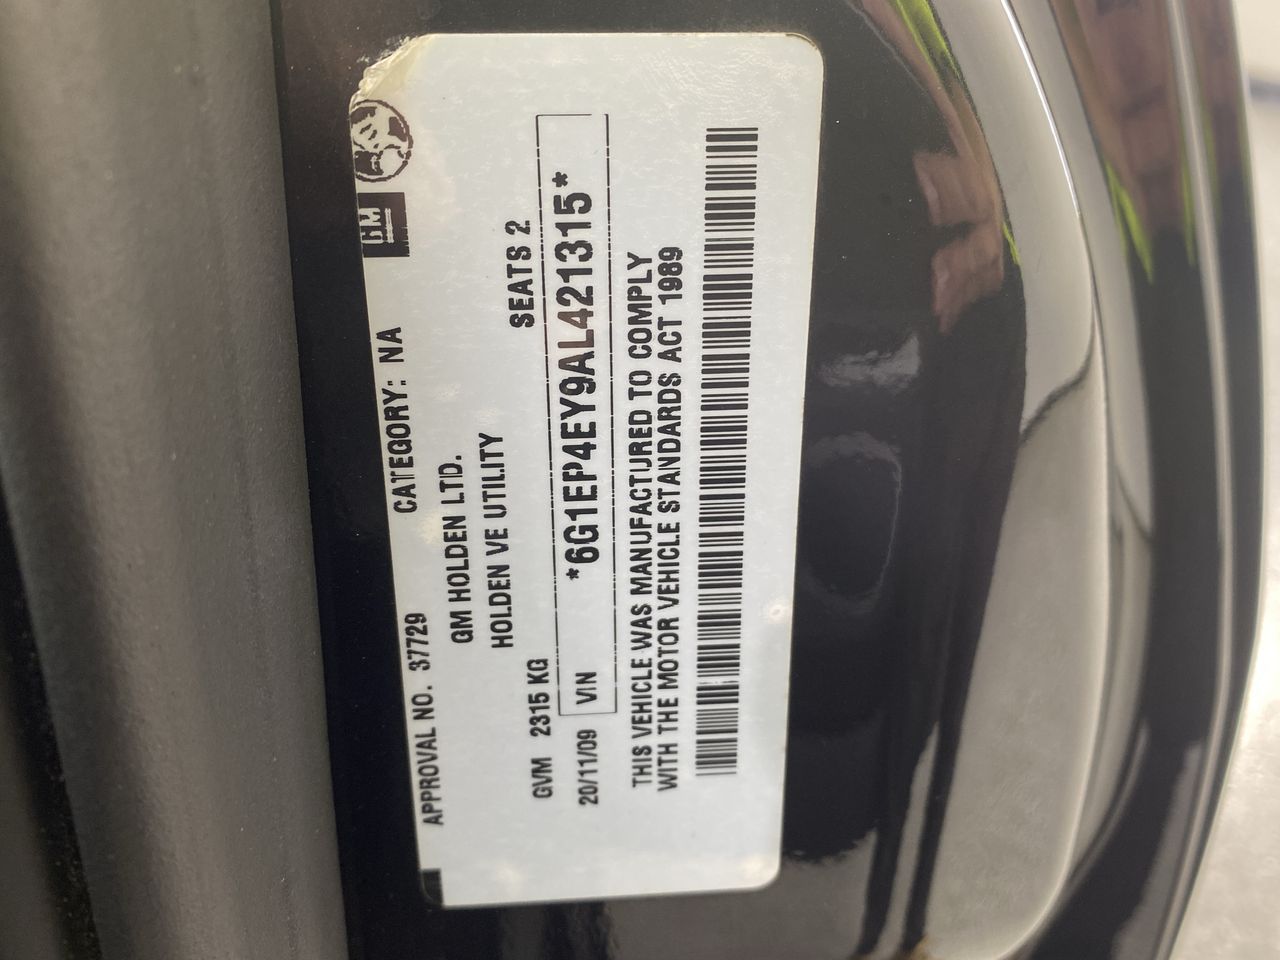 GM
APPROVAL NO. 37729 CATEGORY: NA
GM HOLDEN LTD.
HOLDEN VE UTILITY
GVM 2315 KG SEATS 2
20/11/09 VIN *6G1EP4EY9AL421315*
THIS VEHICLE WAS MANUFACTURED TO COMPLY
WITH THE MOTOR VEHICLE STANDARDS ACT 1989